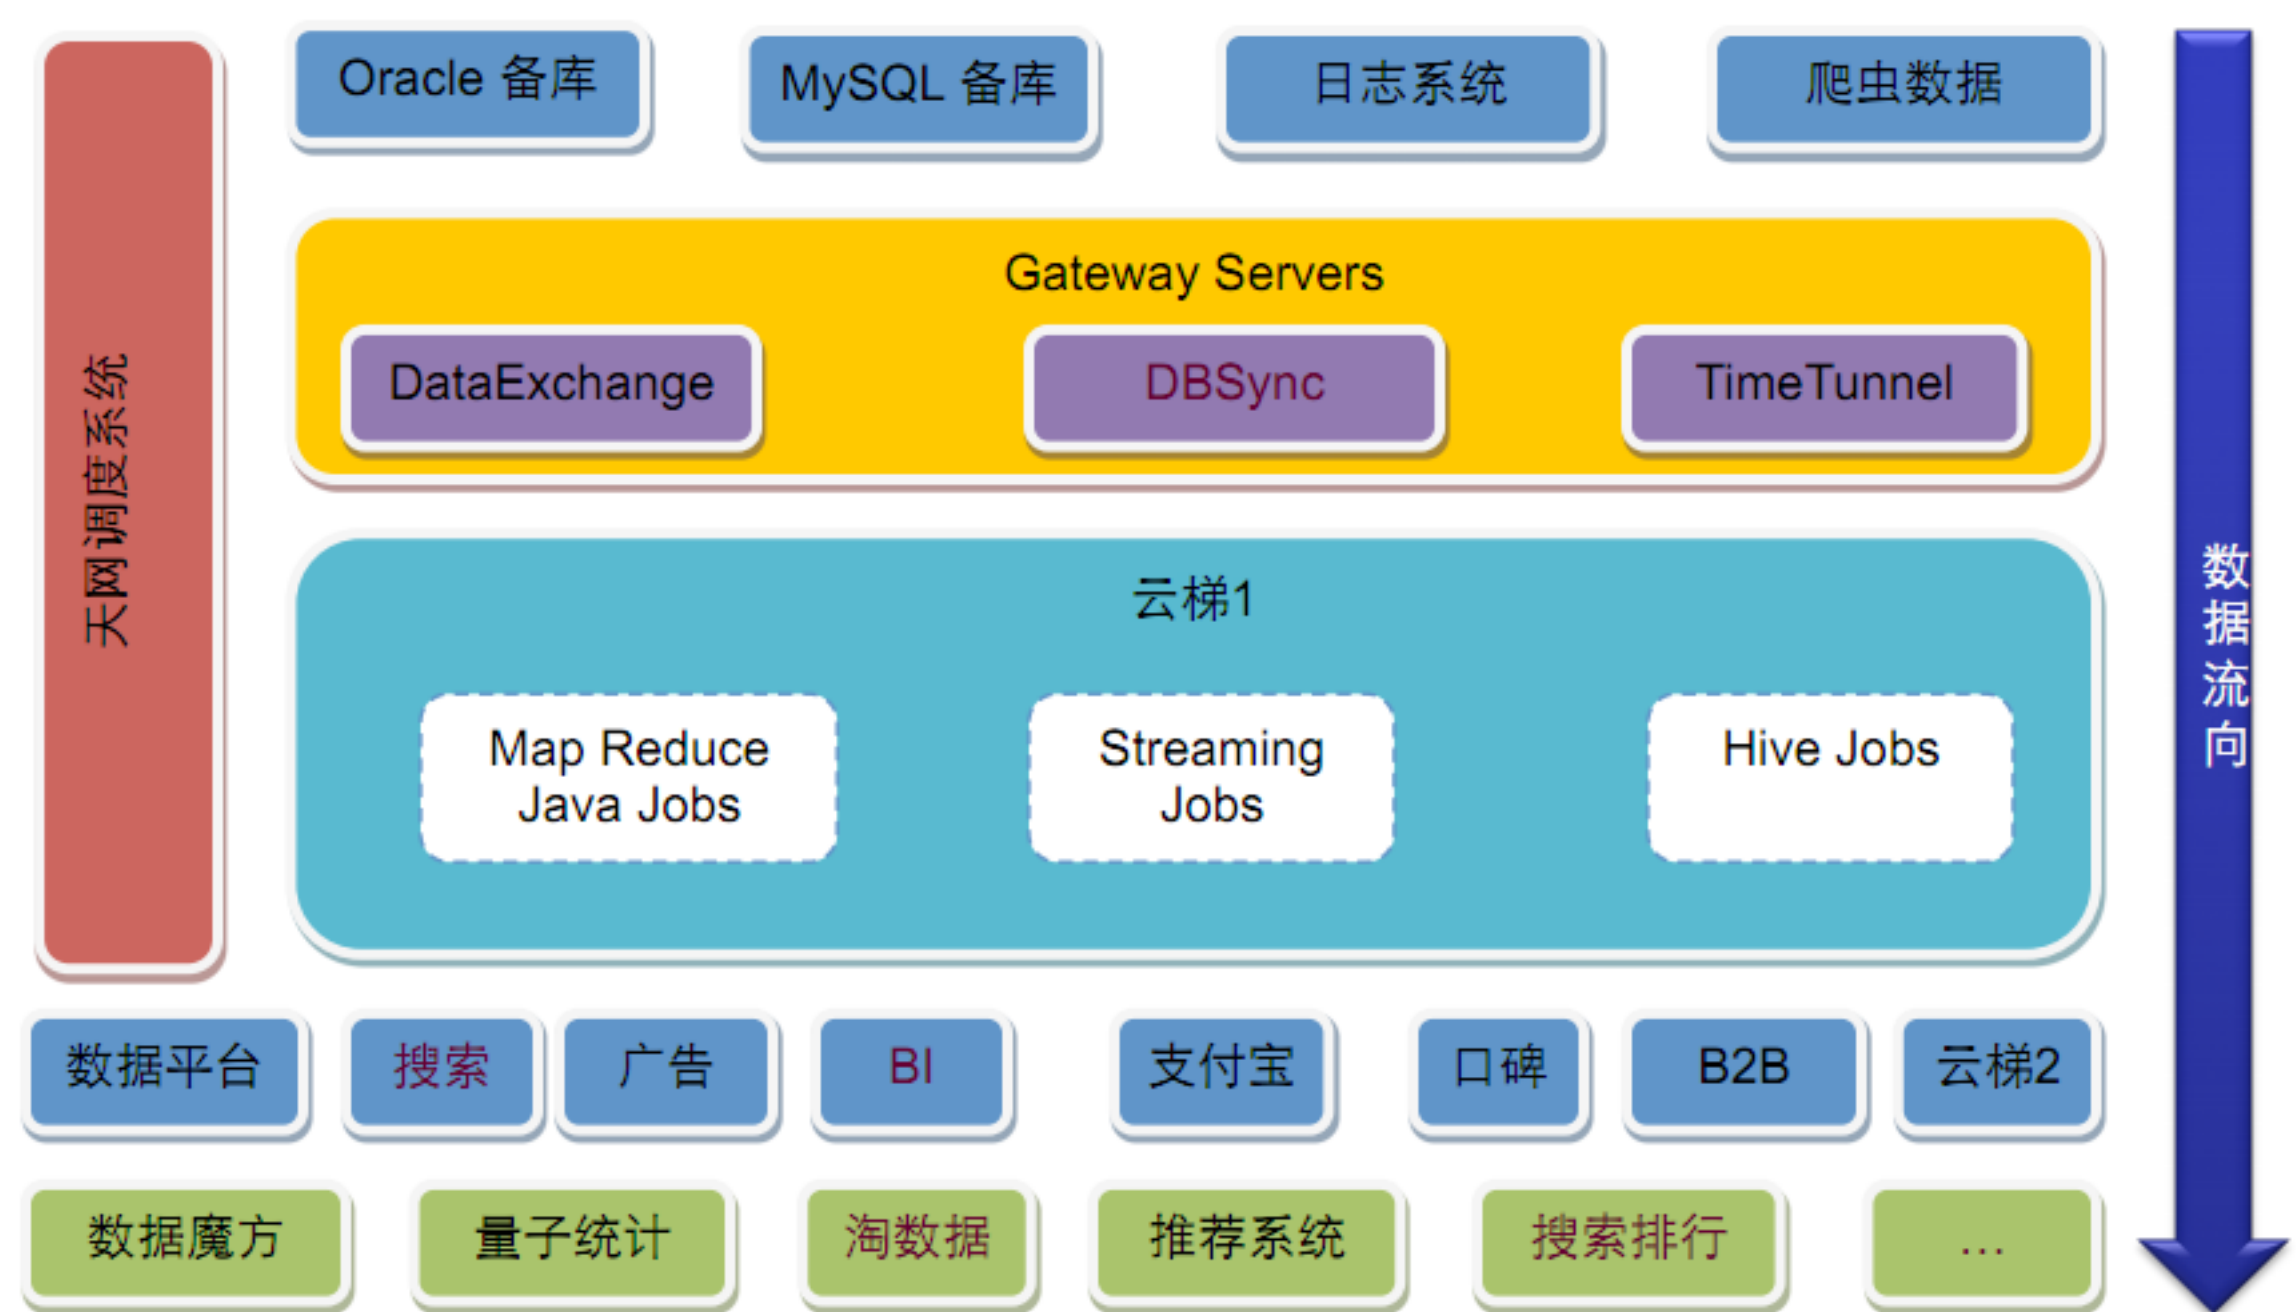 Oracle 备库
MySQL 备库
日志系统
爬虫数据
天网调度系统
Gateway Servers
DataExchange
DBSync
TimeTunnel
云梯1
Map Reduce
Java Jobs
Streaming
Jobs
Hive Jobs
数据流向
数据平台
搜索
广告
BI
支付宝
口碑
B2B
云梯2
数据魔方
量子统计
淘数据
推荐系统
搜索排行
...